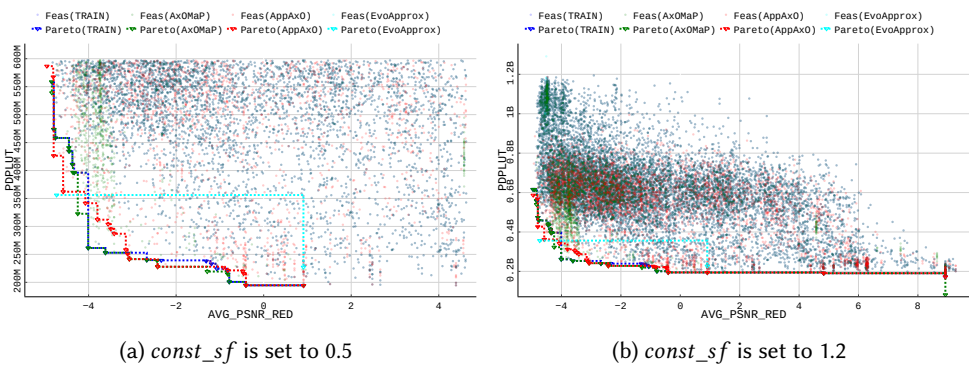 Feas(TRAIN) Feas(AxOMaP) Feas(AppAxO) Feas(EvoApprox)
Pareto(TRAIN) Pareto(AxOMaP) Pareto(AppAxO) Pareto(EvoApprox)
600M
550M
500M
450M
400M
350M
300M
250M
200M
PDPLUT
−4 −2 0 2 4
AVG_PSNR_RED
(a) const_sf is set to 0.5
Feas(TRAIN) Feas(AxOMaP) Feas(AppAxO) Feas(EvoApprox)
Pareto(TRAIN) Pareto(AxOMaP) Pareto(AppAxO) Pareto(EvoApprox)
1.2B
1B
0.8B
0.6B
0.4B
0.2B
PDPLUT
−4 −2 0 2 4 6 8
AVG_PSNR_RED
(b) const_sf is set to 1.2